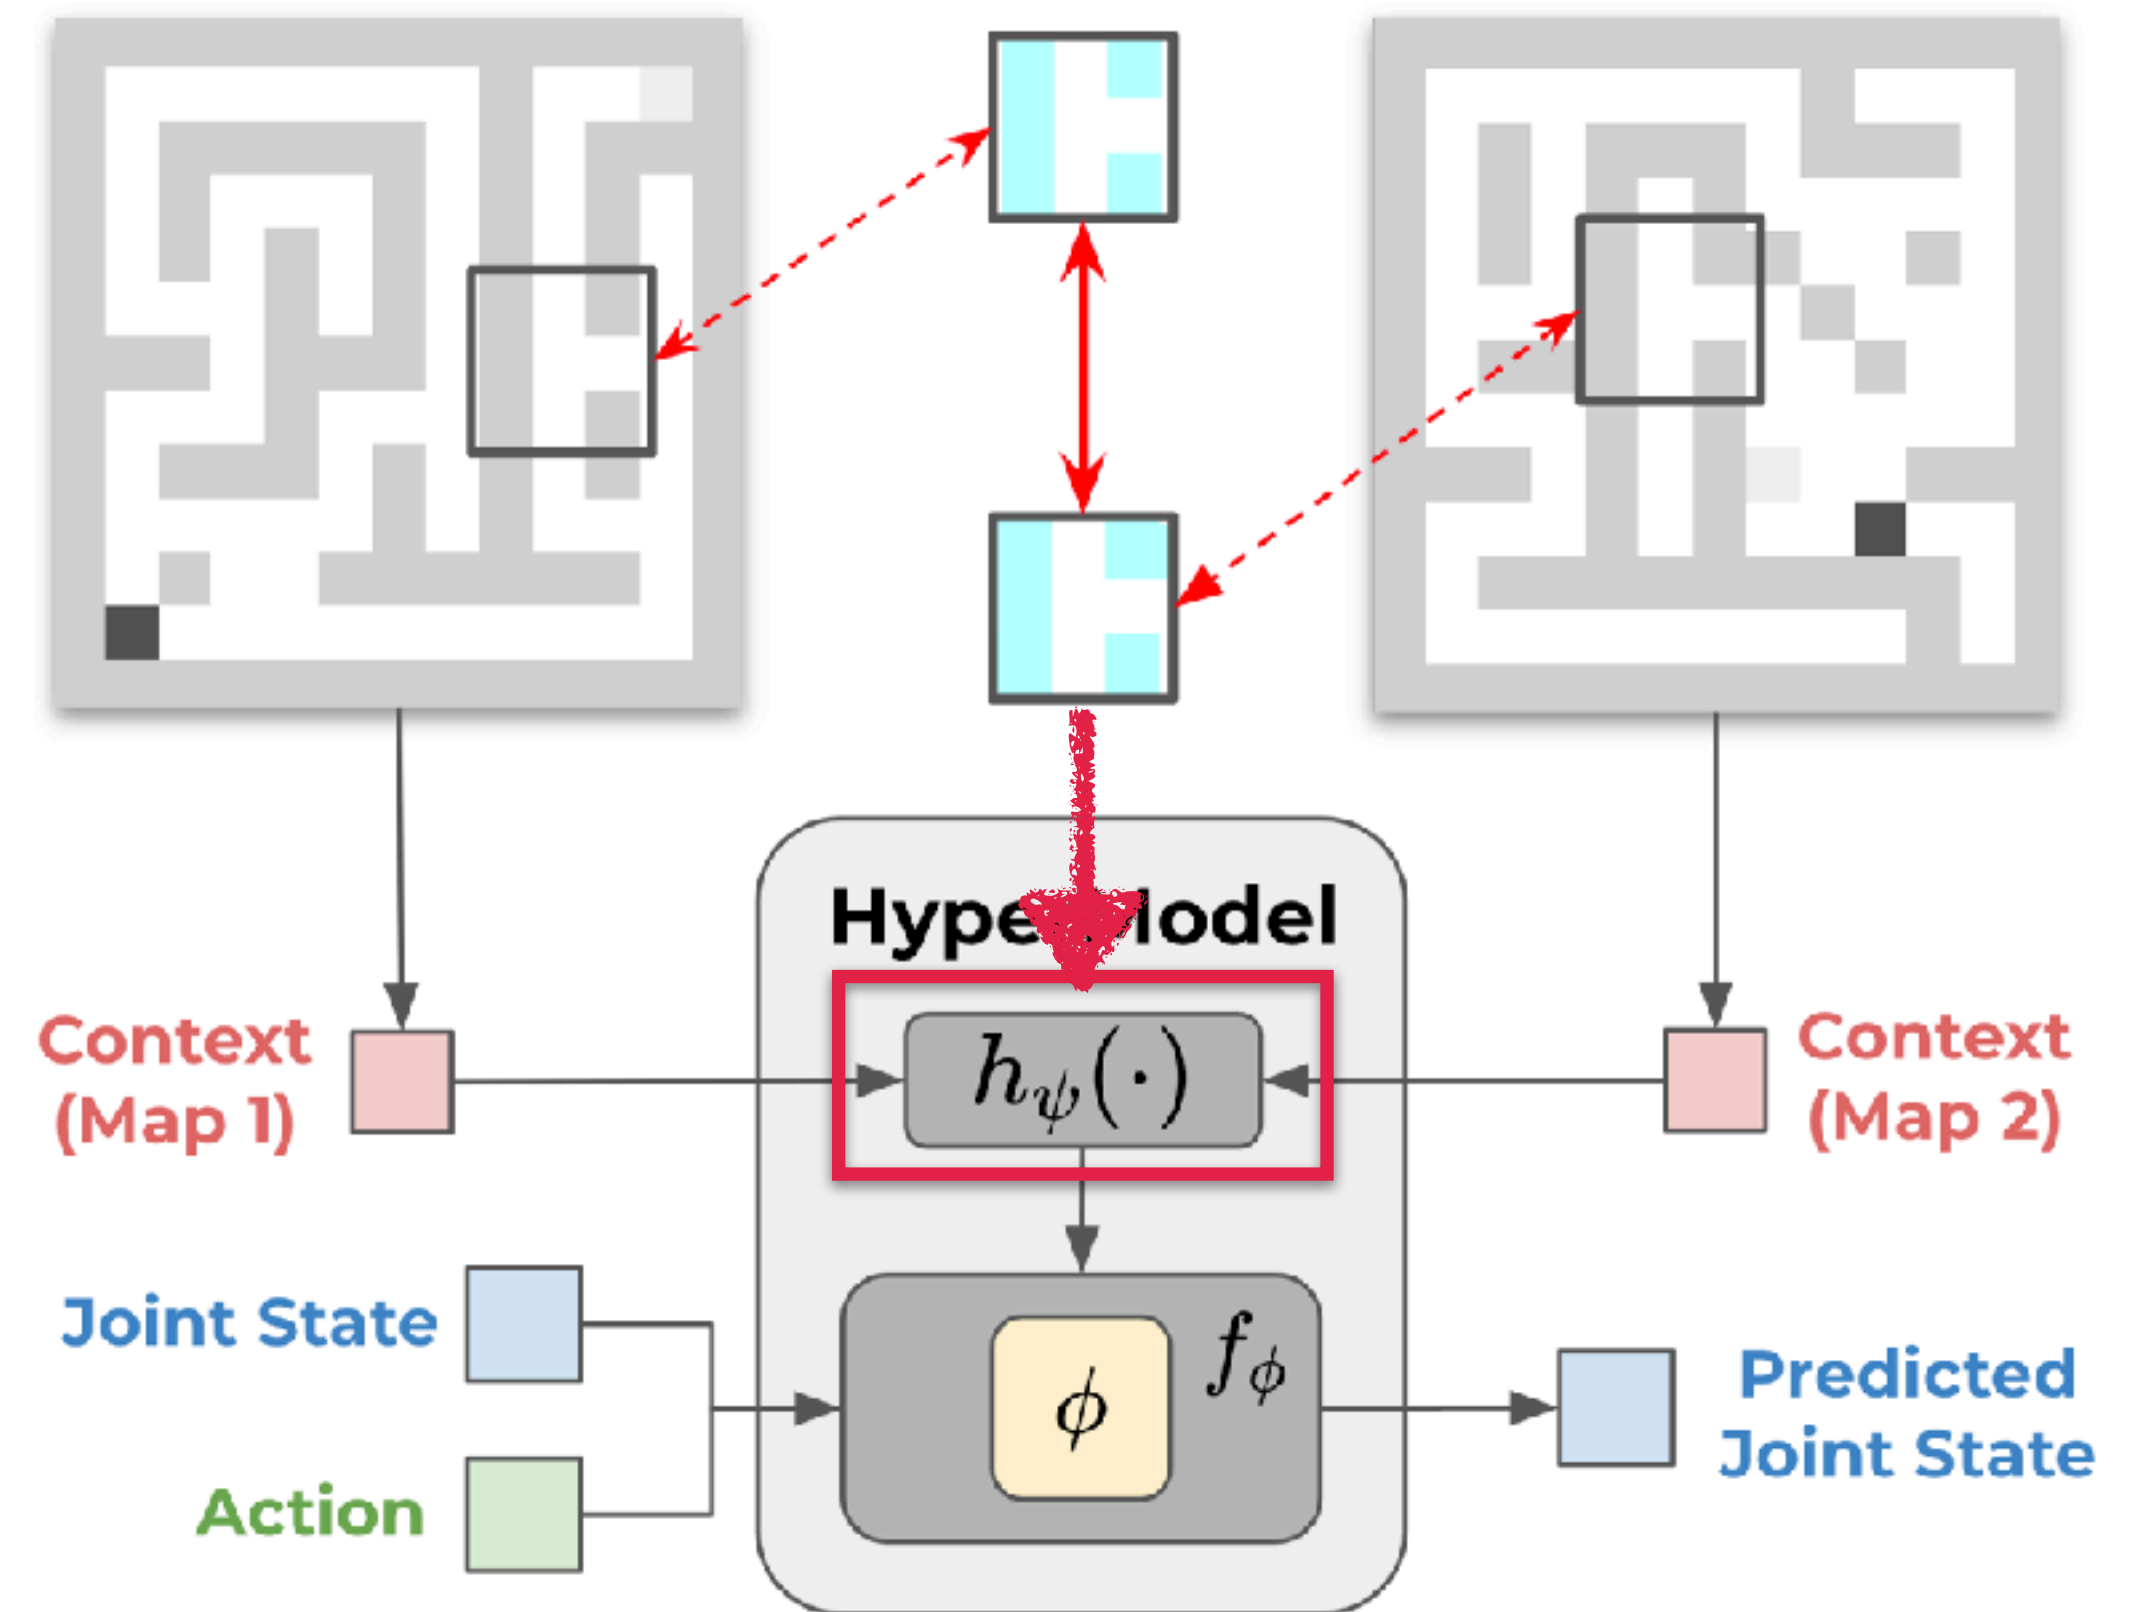 Context
(Map 1)
h_ψ(·)
Context
(Map 2)
Joint State
Action
ϕ
f_ϕ
Predicted
Joint State